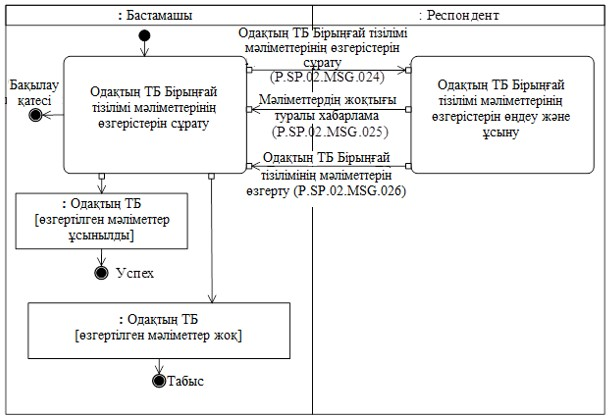 : Бастамашы
: Респондент
Одақтың ТБ Бірыңғай тізілімі
мәліметтерінің өзгерістерін
сұрату
(P.SP.02.MSG.024)
Бақылау
қатесі
Одақтың ТБ Бірыңғай
тізілімі мәліметтерінің
өзгерістерін сұрату
Мәліметтердің жоқтығы
туралы хабарлама
(P.SP.02.MSG.025)
Одақтың ТБ Бірыңғай
тізілімі мәліметтерінің
өзгерістерін өңдеу және
ұсыну
Одақтың ТБ Бірыңғай
тізілімінің мәліметтерін
өзгерту (P.SP.02.MSG.026)
: Одақтың ТБ
[өзгертілген мәліметтер
ұсынылды]
Успех
: Одақтың ТБ
[өзгертілген мәліметтер жоқ]
Табыс